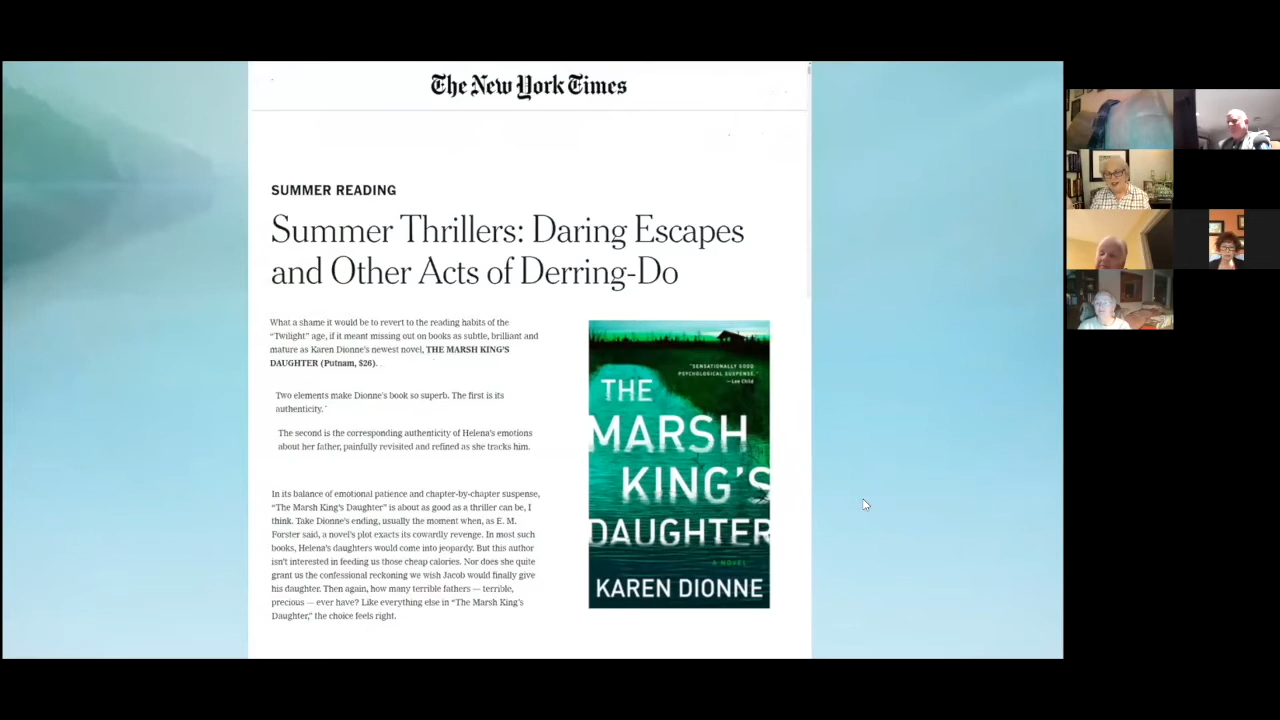 The New York Times
SUMMER READING
Summer Thrillers: Daring Escapes
and Other Acts of Derring-Do
What a shame it would be to revert to the reading habits of the
“Twilight” age, if it meant missing out on books as subtle, brilliant and
mature as Karen Dionne's newest novel, THE MARSH KING'S
DAUGHTER (Putnam, $26).
Two elements make Dionne's book so superb. The first is its
authenticity.
The second is the corresponding authenticity of Helena's emotions
about her father, painfully revisited and refined as she tracks him.
In its balance of emotional patience and chapter-by-chapter suspense,
“The Marsh King's Daughter” is about as good as a thriller can be, I
think. Take Dionne's ending, usually the moment when, as E. M.
Forster said, a novel's plot exacts its cowardly revenge. In most such
books, Helena's daughters would come into jeopardy. But this author
isn't interested in feeding us those cheap calories. Nor does she quite
grant us the confessional reckoning we wish Jacob would finally give
his daughter. Then again, how many terrible fathers — terrible,
precious — ever have? Like everything else in “The Marsh King's
Daughter,” the choice feels right.
"SENSATIONALLY GOOD
PSYCHOLOGICAL SUSPENSE."
—Lee Child
THE
MARSH
KING'S
DAUGHTER
A NOVEL
KAREN DIONNE